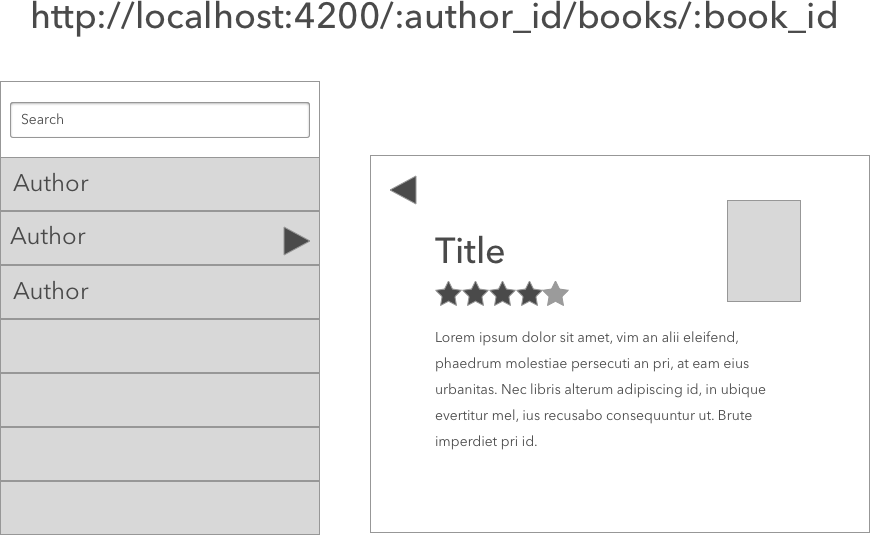 http://localhost:4200/:author_id/books/:book_id
Search
Author
Author
Author
Title
Lorem ipsum dolor sit amet, vim an alii eleifend,
phaedrum molestiae persecuti an pri, at eam eius
urbanitas. Nec libris alterum adipiscing id, in ubique
evertitur mel, ius recusabo consequuntur ut. Brute
imperdiet pri id.